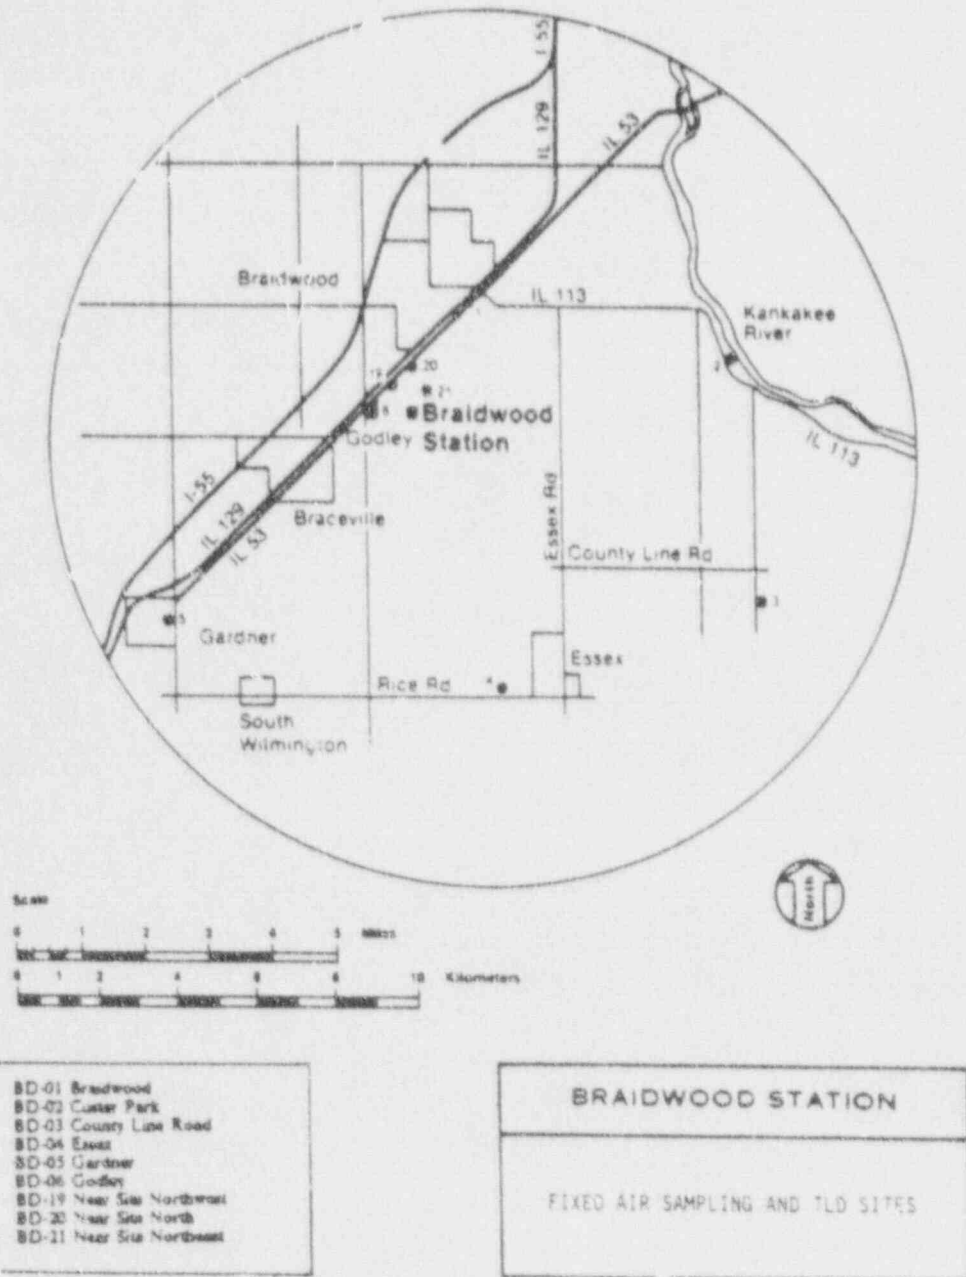 I-55
IL 129
IL 53
Braidwood
IL 113
Kankakee
River
2
19
20
21
6
Braidwood
Station
Godley
IL 113
I-55
IL 129
IL 53
Braceville
Essex Rd
County Line Rd
3
5
Gardner
Essex
Rice Rd
4
South
Wilmington
North
Scale
0 1 2 3 4 5 Miles
0 1 2 4 6 8 10 Kilometers
BD-01 Braidwood
BD-02 Custer Park
BD-03 County Line Road
BD-04 Essex
BD-05 Gardner
BD-06 Godley
BD-19 Near Site Northwest
BD-20 Near Site North
BD-21 Near Site Northeast
BRAIDWOOD STATION
FIXED AIR SAMPLING AND TLD SITES